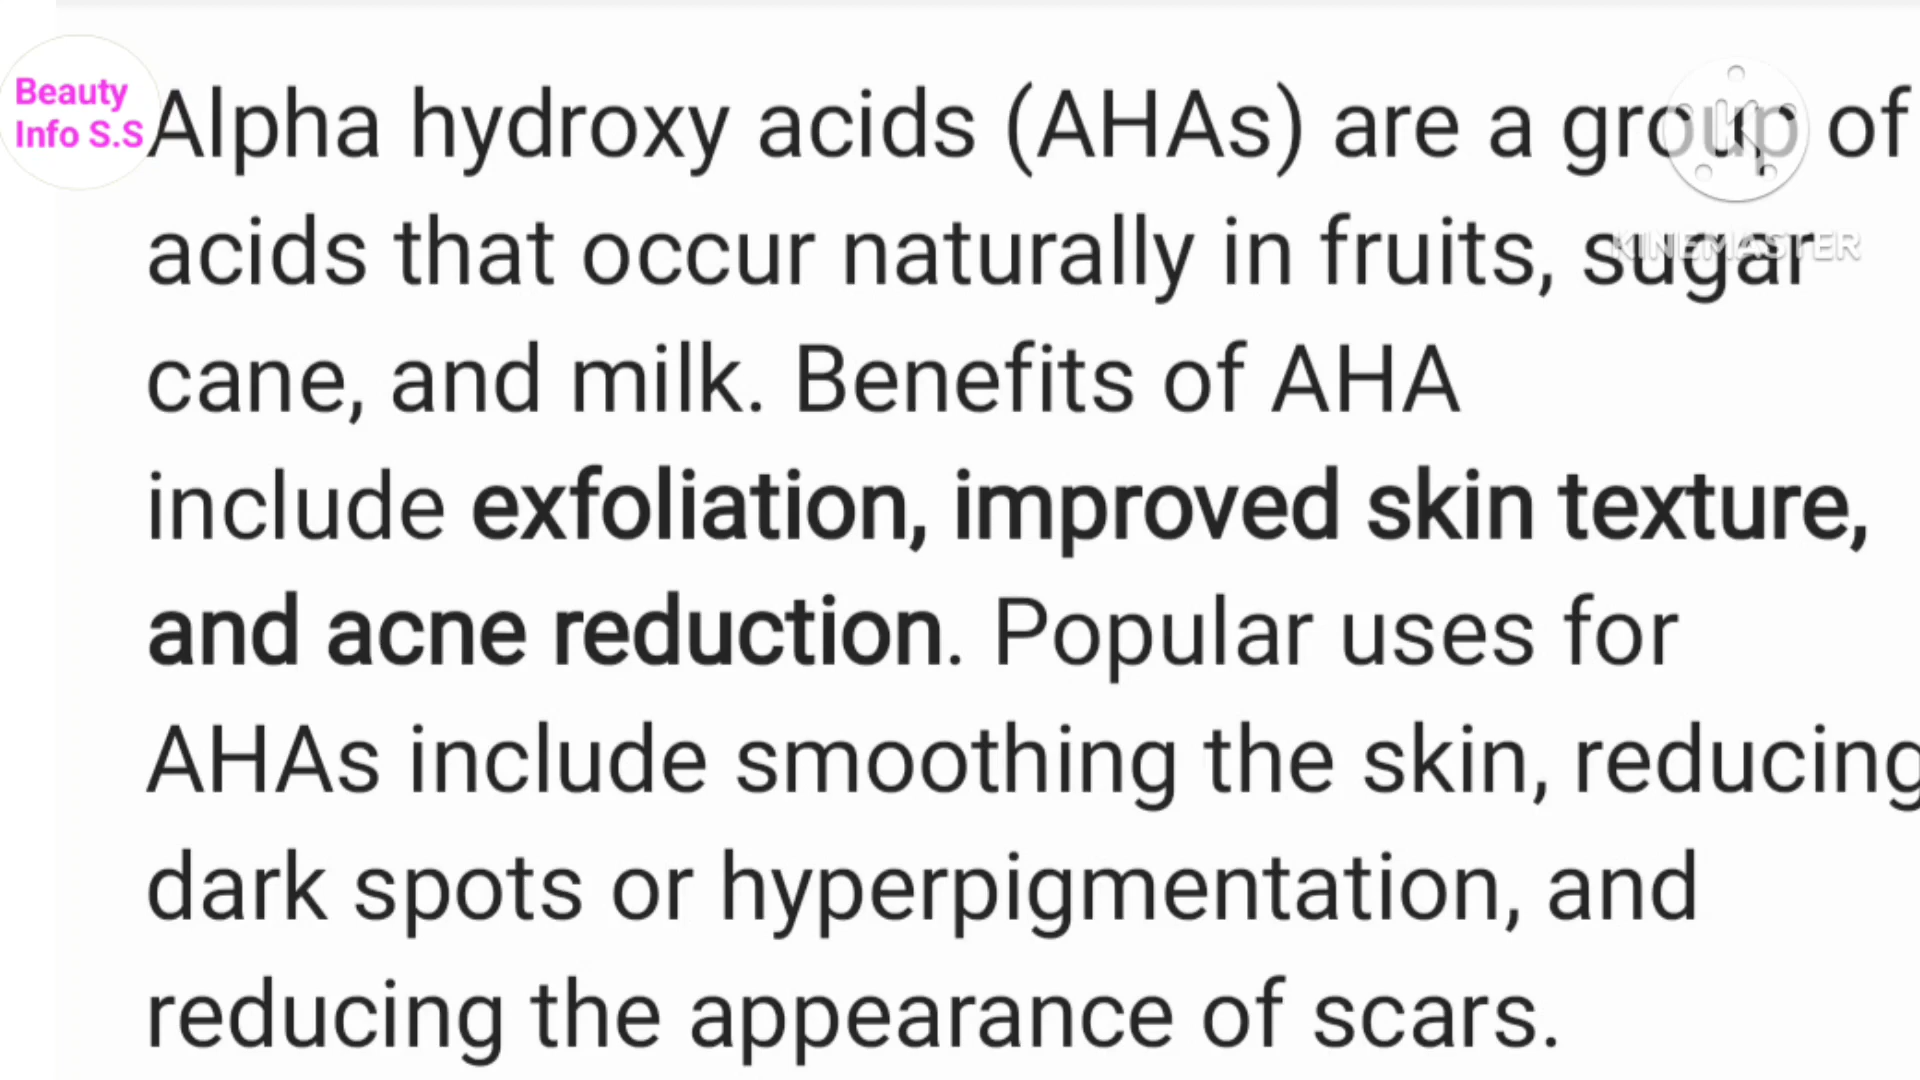 Beauty
Info S.S
Alpha hydroxy acids (AHAs) are a group of
KINEMASTER
acids that occur naturally in fruits, sugar
cane, and milk. Benefits of AHA
include exfoliation, improved skin texture,
and acne reduction. Popular uses for
AHAs include smoothing the skin, reducing
dark spots or hyperpigmentation, and
reducing the appearance of scars.